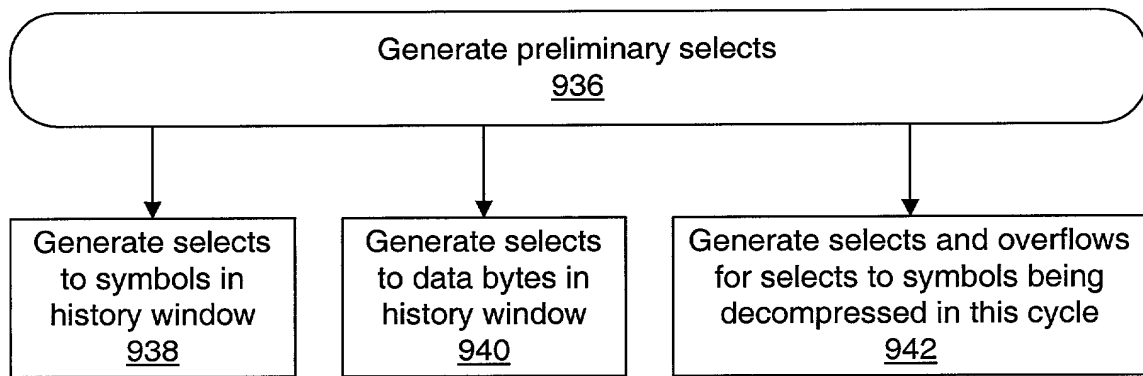 Generate preliminary selects
936
Generate selects
to symbols in
history window
938
Generate selects
to data bytes in
history window
940
Generate selects and overflows
for selects to symbols being
decompressed in this cycle
942